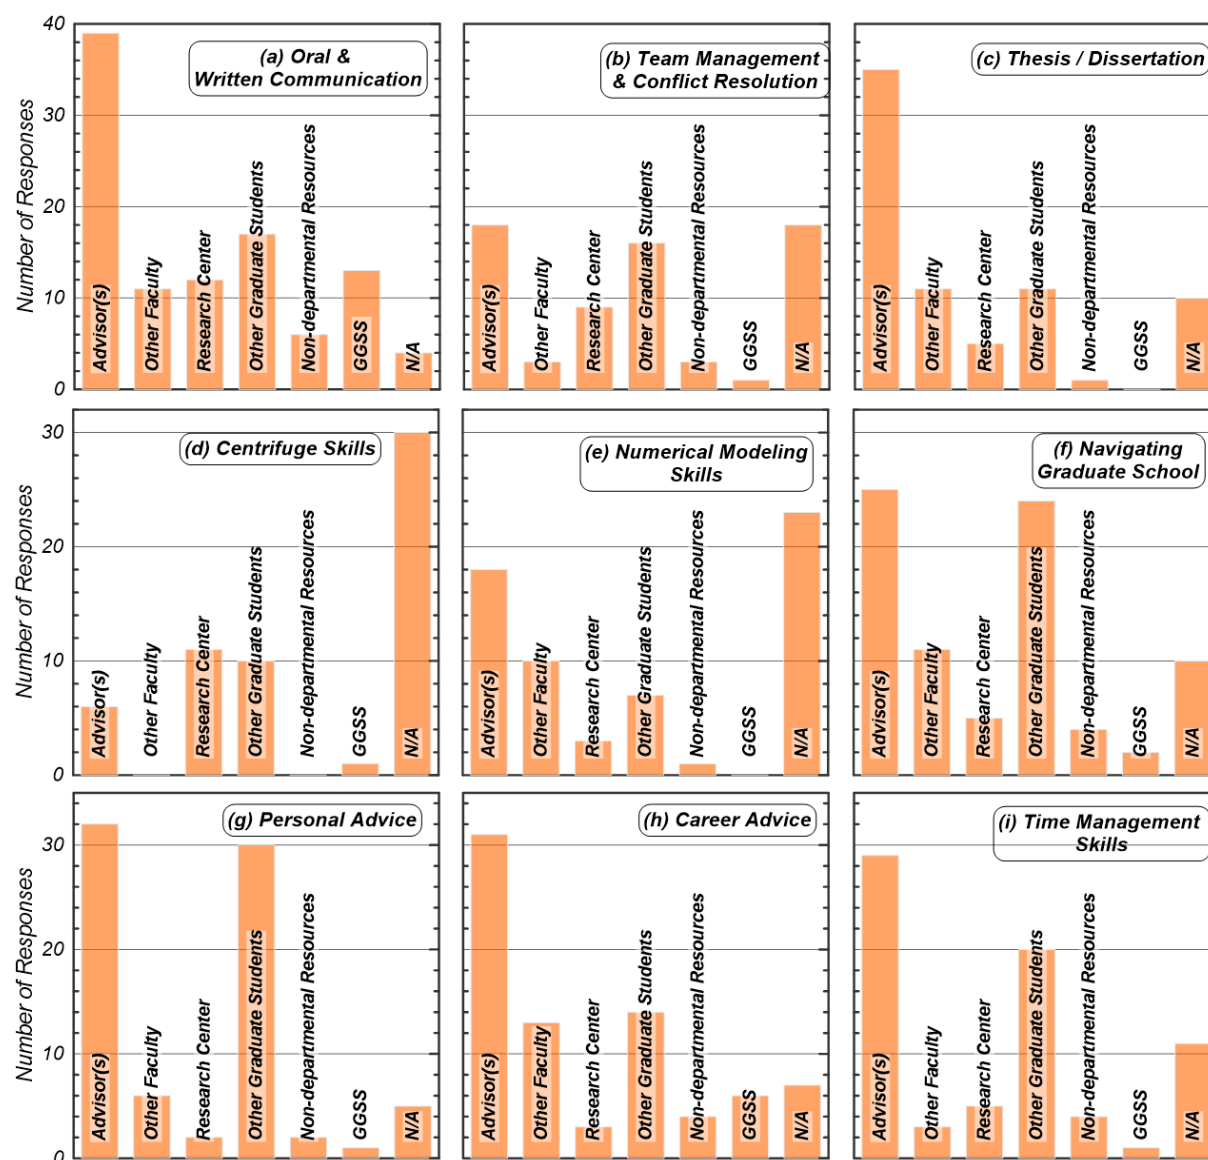 40
30
20
10
0
Number of Responses
(a) Oral &
Written Communication
Advisor(s)
Other Faculty
Research Center
Other Graduate Students
Non-departmental Resources
GGSS
N/A
(b) Team Management
& Conflict Resolution
Advisor(s)
Other Faculty
Research Center
Other Graduate Students
Non-departmental Resources
GGSS
N/A
(c) Thesis / Dissertation
Advisor(s)
Other Faculty
Research Center
Other Graduate Students
Non-departmental Resources
GGSS
N/A
30
20
10
0
Number of Responses
(d) Centrifuge Skills
Advisor(s)
Other Faculty
Research Center
Other Graduate Students
Non-departmental Resources
GGSS
N/A
(e) Numerical Modeling
Skills
Advisor(s)
Other Faculty
Research Center
Other Graduate Students
Non-departmental Resources
GGSS
N/A
(f) Navigating
Graduate School
Advisor(s)
Other Faculty
Research Center
Other Graduate Students
Non-departmental Resources
GGSS
N/A
30
20
10
0
Number of Responses
(g) Personal Advice
Advisor(s)
Other Faculty
Research Center
Other Graduate Students
Non-departmental Resources
GGSS
N/A
(h) Career Advice
Advisor(s)
Other Faculty
Research Center
Other Graduate Students
Non-departmental Resources
GGSS
N/A
(i) Time Management
Skills
Advisor(s)
Other Faculty
Research Center
Other Graduate Students
Non-departmental Resources
GGSS
N/A